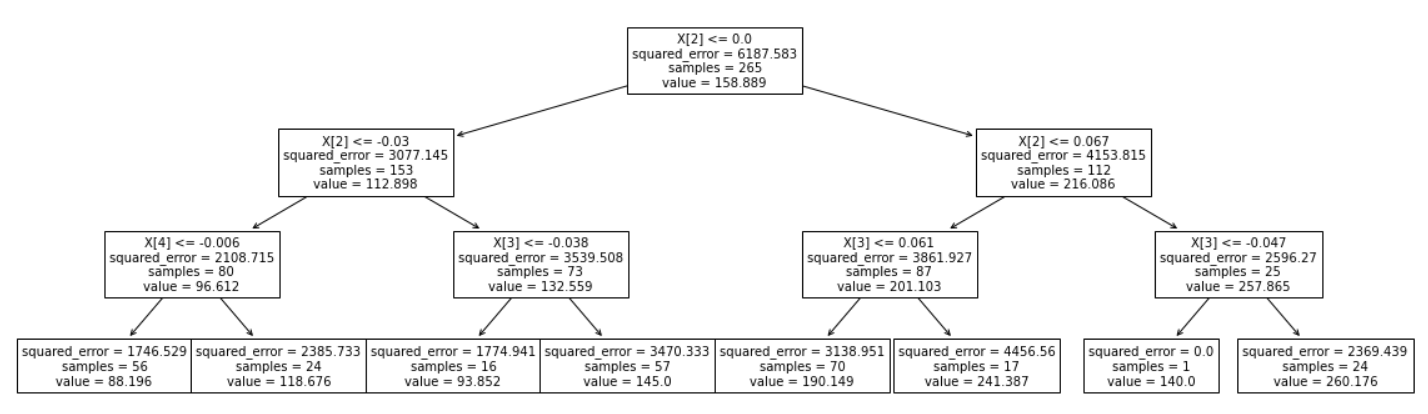 X[2] <= 0.0
squared_error = 6187.583
samples = 265
value = 158.889
X[2] <= -0.03
squared_error = 3077.145
samples = 153
value = 112.898
X[2] <= 0.067
squared_error = 4153.815
samples = 112
value = 216.086
X[4] <= -0.006
squared_error = 2108.715
samples = 80
value = 96.612
X[3] <= -0.038
squared_error = 3539.508
samples = 73
value = 132.559
X[3] <= 0.061
squared_error = 3861.927
samples = 87
value = 201.103
X[3] <= -0.047
squared_error = 2596.27
samples = 25
value = 257.865
squared_error = 1746.529
samples = 56
value = 88.196
squared_error = 2385.733
samples = 24
value = 118.676
squared_error = 1774.941
samples = 16
value = 93.852
squared_error = 3470.333
samples = 57
value = 145.0
squared_error = 3138.951
samples = 70
value = 190.149
squared_error = 4456.56
samples = 17
value = 241.387
squared_error = 0.0
samples = 1
value = 140.0
squared_error = 2369.439
samples = 24
value = 260.176